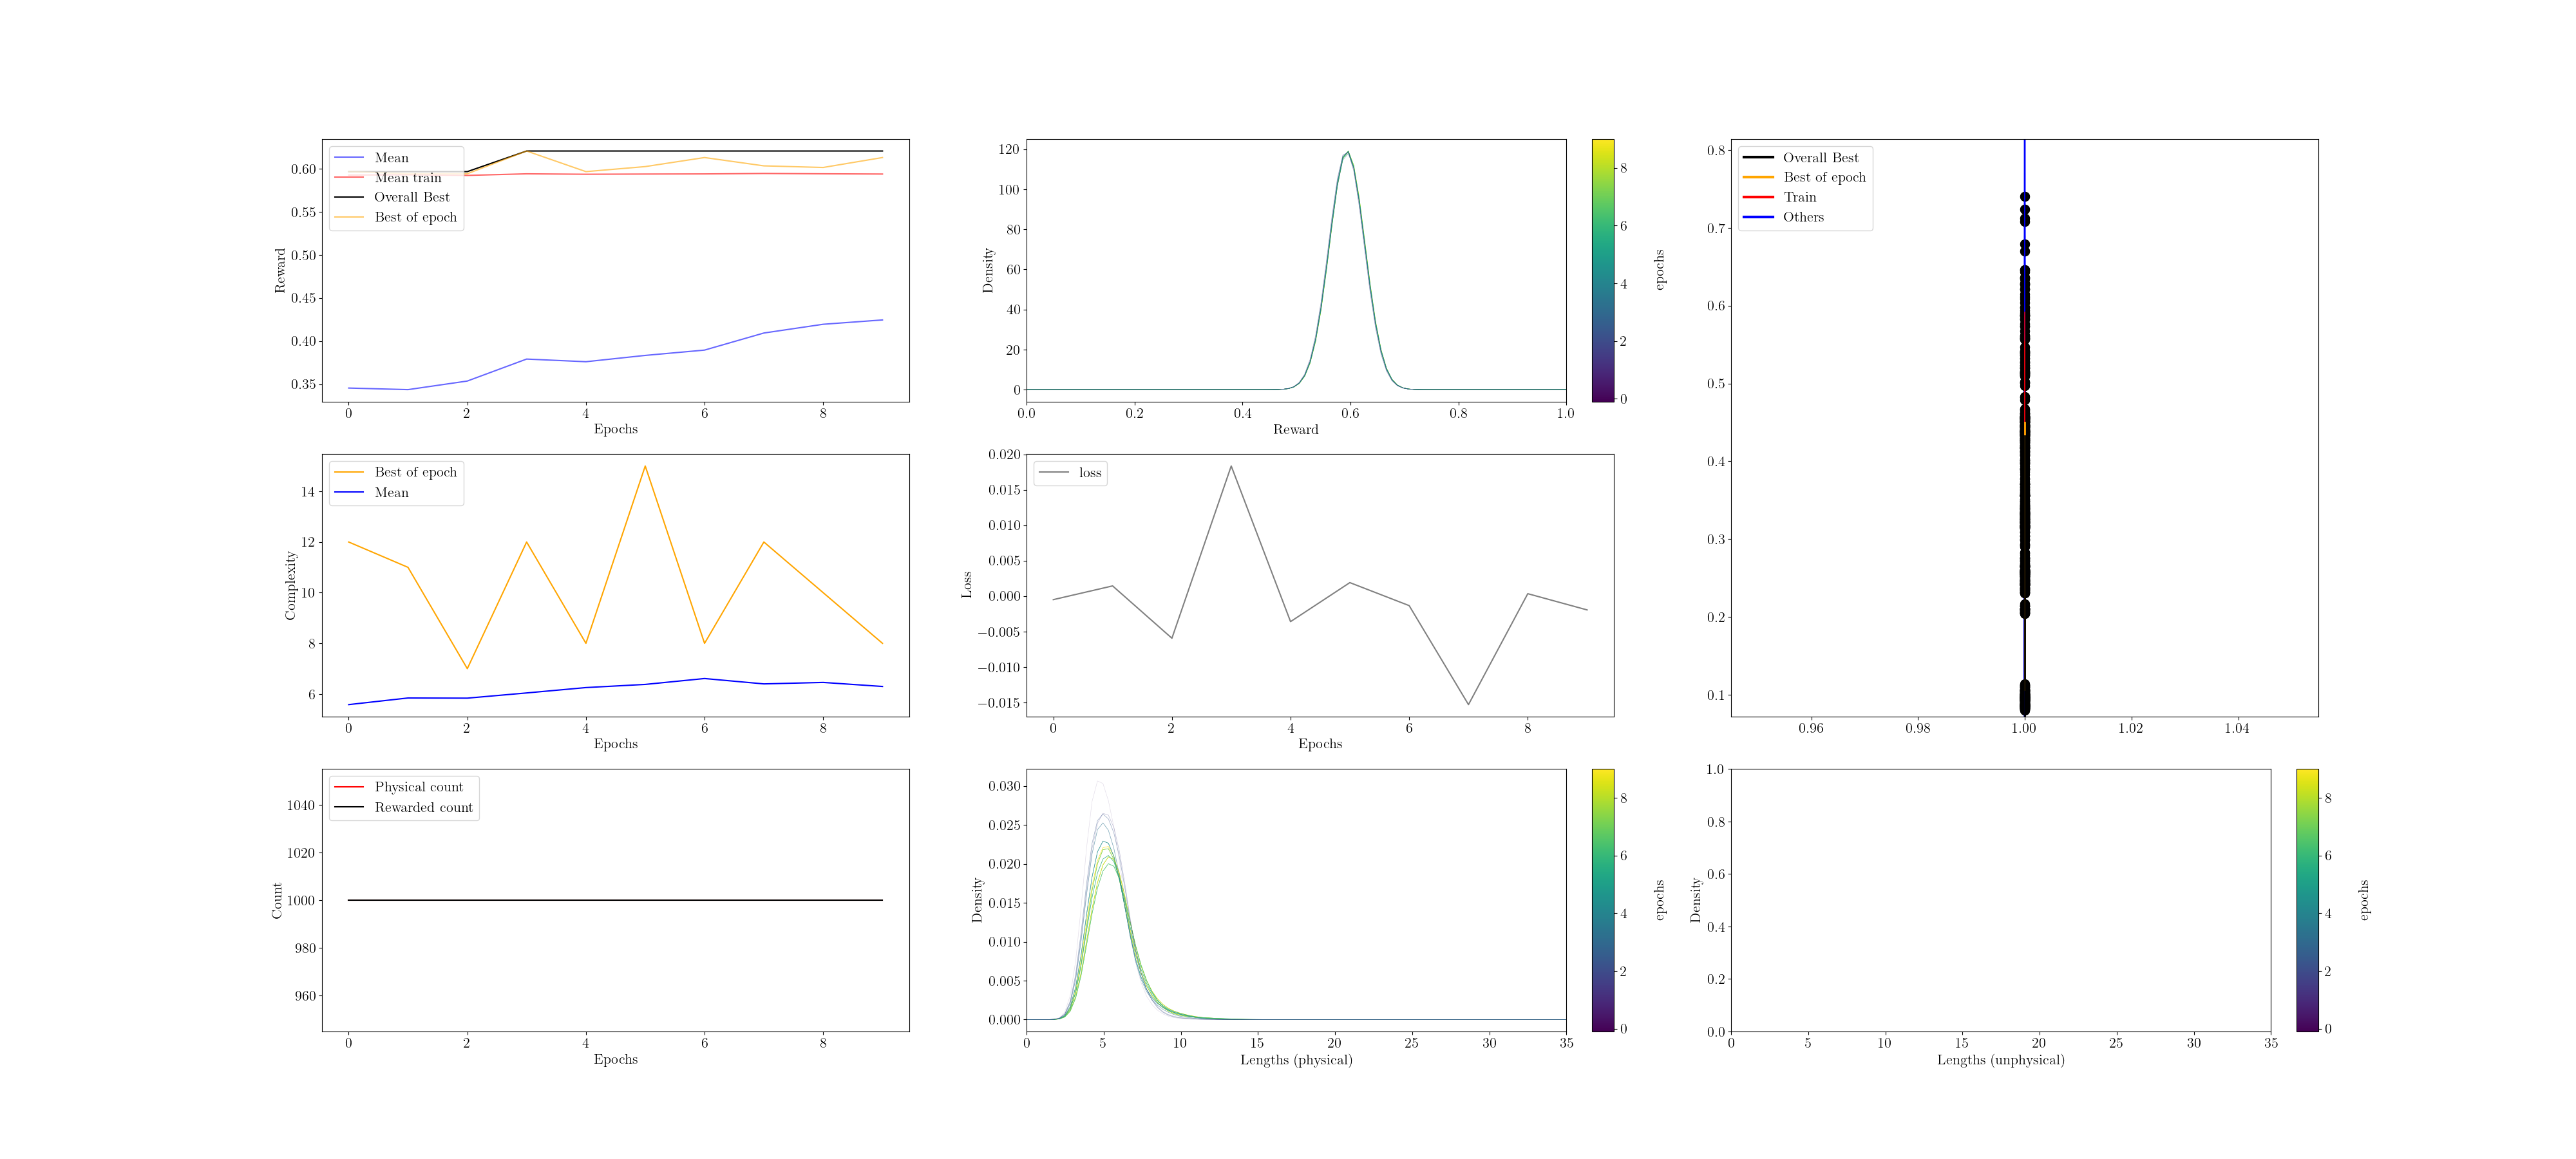 Mean
Mean train
Overall Best
Best of epoch
Reward
0.60
0.55
0.50
0.45
0.40
0.35
0 2 4 6 8
Epochs
Density
120
100
80
60
40
20
0
0.0 0.2 0.4 0.6 0.8 1.0
Reward
8
6
4
2
0
epochs
Overall Best
Best of epoch
Train
Others
0.8
0.7
0.6
0.5
0.4
0.3
0.2
0.1
0.96 0.98 1.00 1.02 1.04
Best of epoch
Mean
Complexity
14
12
10
8
6
0 2 4 6 8
Epochs
loss
Loss
0.020
0.015
0.010
0.005
0.000
−0.005
−0.010
−0.015
0 2 4 6 8
Epochs
Physical count
Rewarded count
Count
1040
1020
1000
980
960
0 2 4 6 8
Epochs
Density
0.030
0.025
0.020
0.015
0.010
0.005
0.000
0 5 10 15 20 25 30 35
Lengths (physical)
8
6
4
2
0
epochs
Density
1.0
0.8
0.6
0.4
0.2
0.0
0 5 10 15 20 25 30 35
Lengths (unphysical)
8
6
4
2
0
epochs